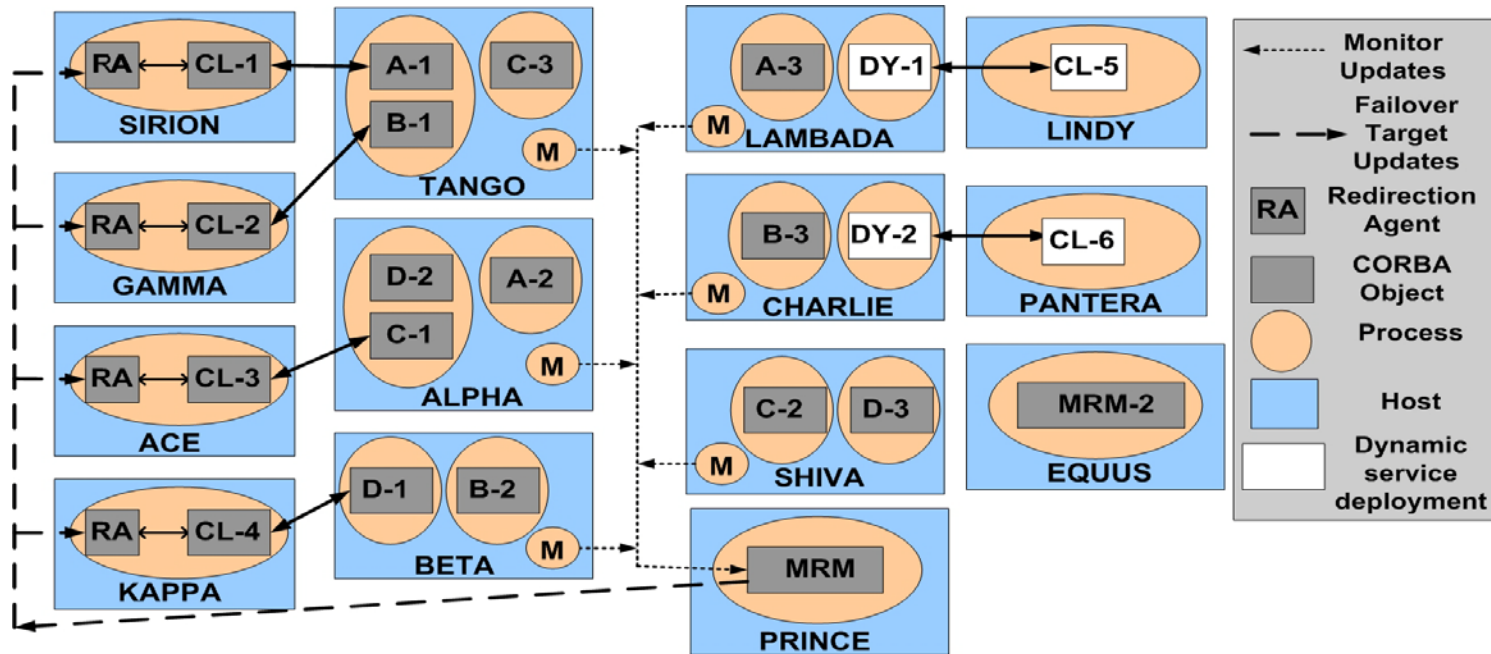 RA
CL-1
SIRION
RA
CL-2
GAMMA
RA
CL-3
ACE
RA
CL-4
KAPPA
A-1
B-1
C-3
M
TANGO
D-2
C-1
A-2
M
ALPHA
D-1
B-2
M
BETA
A-3
DY-1
M
LAMBADA
B-3
DY-2
M
CHARLIE
C-2
D-3
M
SHIVA
MRM
PRINCE
CL-5
LINDY
CL-6
PANTERA
MRM-2
EQUUS
Monitor
Updates
Failover
Target
Updates
RA
Redirection
Agent
CORBA
Object
Process
Host
Dynamic
service
deployment